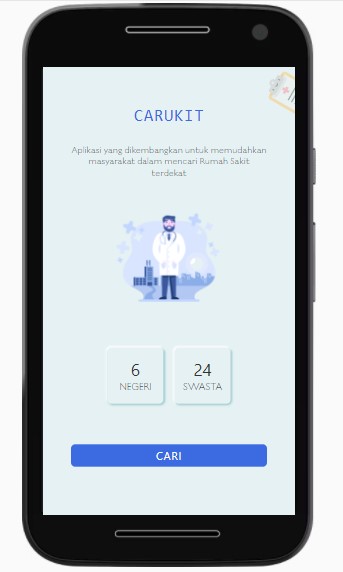 CARUKIT
Aplikasi yang dikembangkan untuk memudahkan
masyarakat dalam mencari Rumah Sakit
terdekat
6
NEGERI
24
SWASTA
CARI